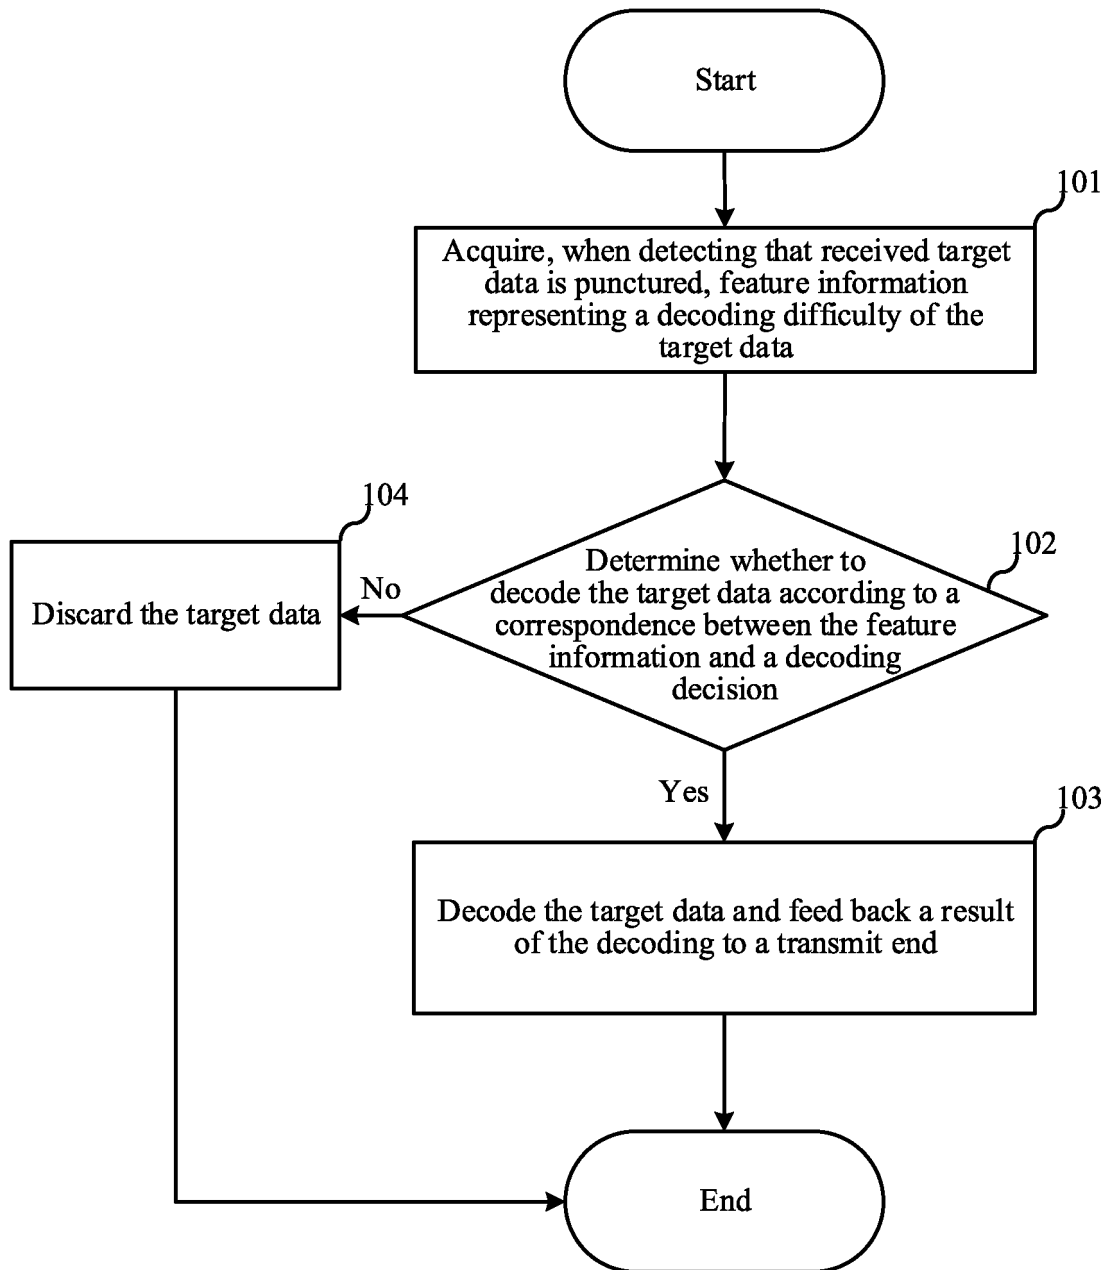 Start
101
Acquire, when detecting that received target
data is punctured, feature information
representing a decoding difficulty of the
target data
104
102
Determine whether to
decode the target data according to a
correspondence between the feature
information and a decoding
decision
No
Discard the target data
Yes
103
Decode the target data and feed back a result
of the decoding to a transmit end
End